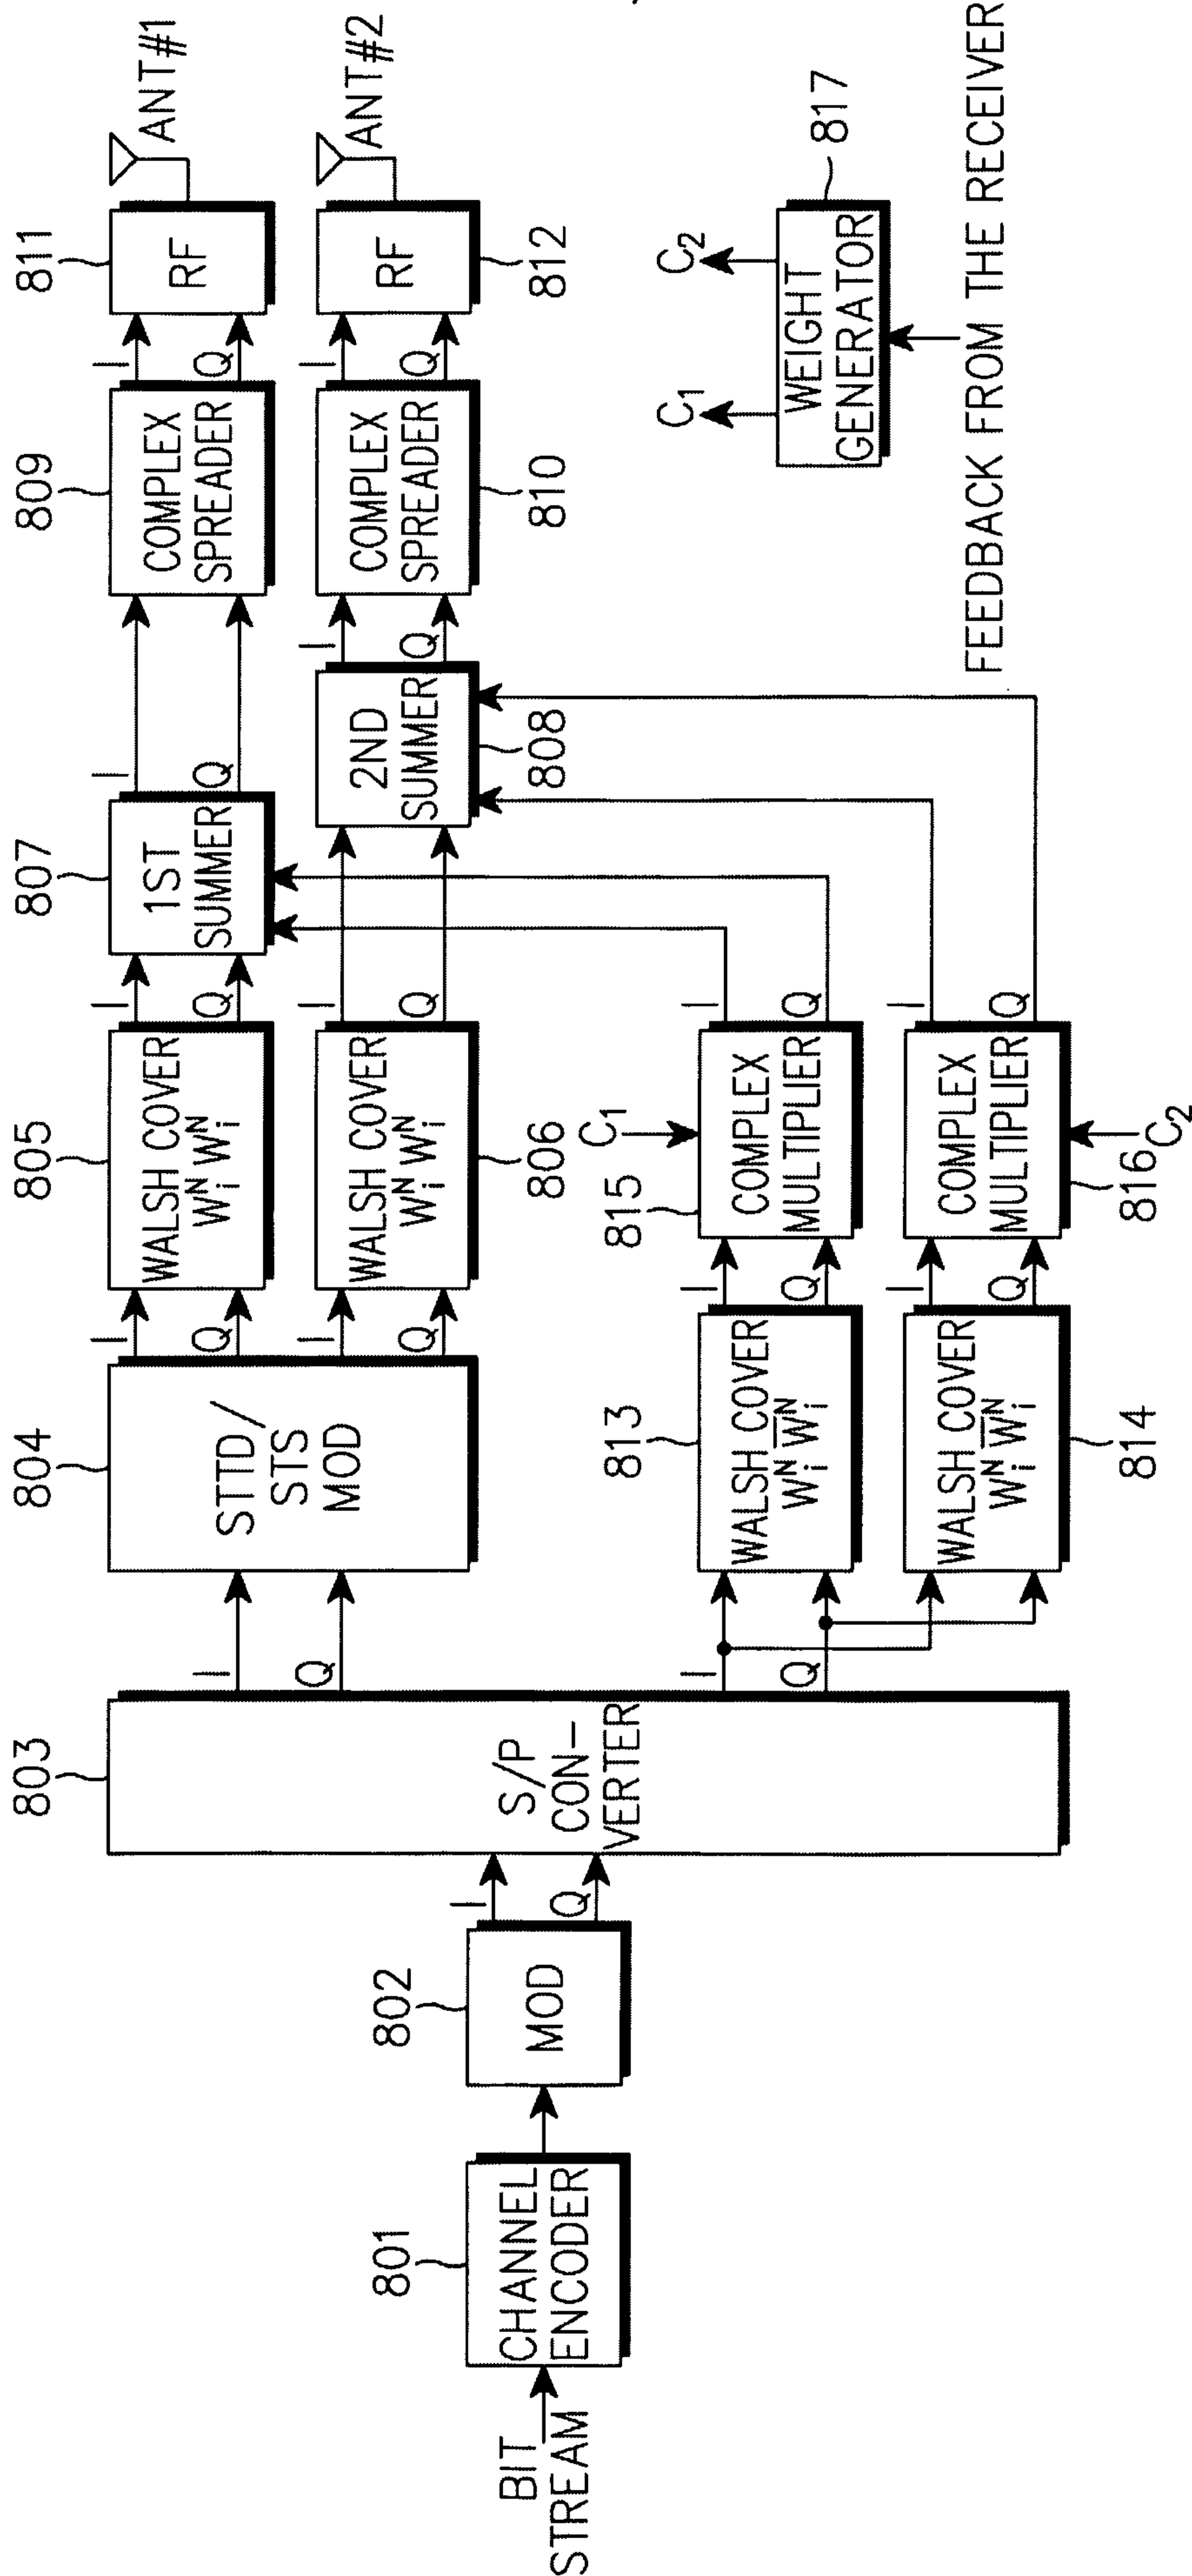 BIT
STREAM
801
CHANNEL
ENCODER
802
MOD
I
Q
803
S/P
CON-
VERTER
I
Q
I
Q
804
STTD/
STS
MOD
I
Q
I
Q
805
WALSH COVER
W_i^N W_i^N
I
Q
WALSH COVER
W_i^N W_i^N
806
I
Q
807
1ST
SUMMER
I
Q
2ND
SUMMER
808
I
Q
809
COMPLEX
SPREADER
I
Q
COMPLEX
SPREADER
810
I
Q
811
RF
ANT#1
RF
812
ANT#2
813
WALSH COVER
W_i^N W̅_i^N
I
Q
WALSH COVER
W_i^N W̅_i^N
814
I
Q
815
C₁
COMPLEX
MULTIPLIER
I
Q
COMPLEX
MULTIPLIER
816
C₂
I
Q
C₁
C₂
WEIGHT
GENERATOR
817
FEEDBACK FROM THE RECEIVER